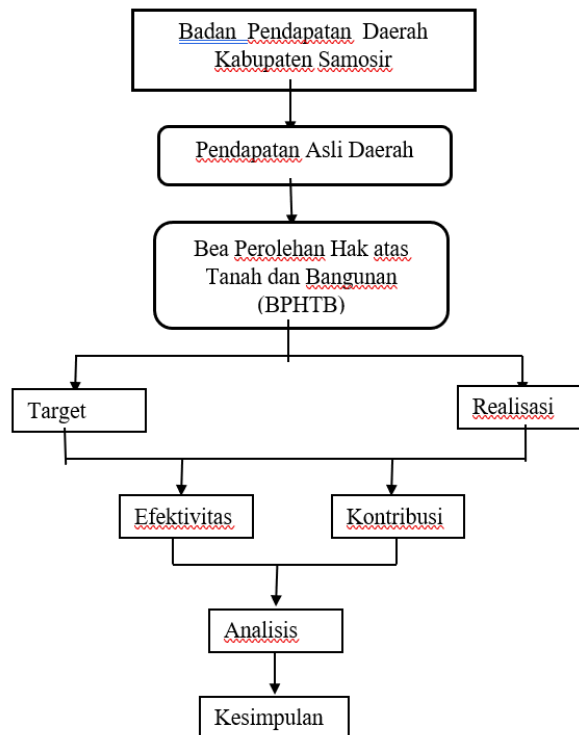 Badan Pendapatan Daerah
Kabupaten Samosir
Pendapatan Asli Daerah
Bea Perolehan Hak atas
Tanah dan Bangunan
(BPHTB)
Target
Realisasi
Efektivitas
Kontribusi
Analisis
Kesimpulan